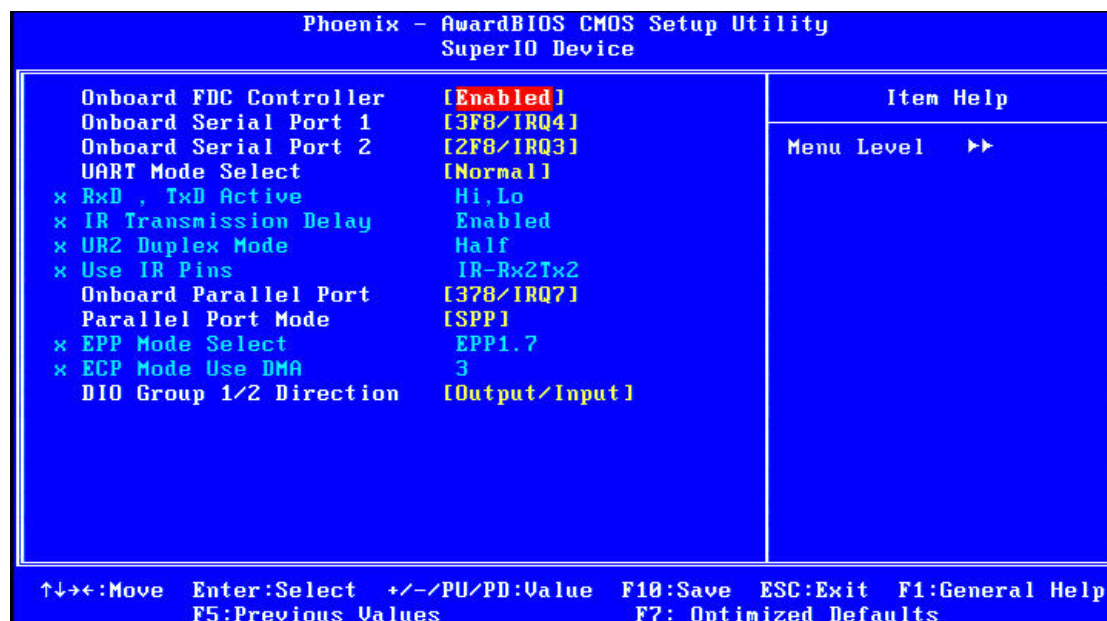 Phoenix - AwardBIOS CMOS Setup Utility
SuperIO Device
Onboard FDC Controller [Enabled]
Onboard Serial Port 1 [3F8/IRQ4]
Onboard Serial Port 2 [2F8/IRQ3]
UART Mode Select [Normal]
x RxD , TxD Active Hi,Lo
x IR Transmission Delay Enabled
x UR2 Duplex Mode Half
x Use IR Pins IR-Rx2Tx2
Onboard Parallel Port [378/IRQ7]
Parallel Port Mode [SPP]
x EPP Mode Select EPP1.7
x ECP Mode Use DMA 3
DIO Group 1/2 Direction [Output/Input]
Item Help
Menu Level ▸▸
↑↓→←:Move Enter:Select +/-/PU/PD:Value F10:Save ESC:Exit F1:General Help
F5:Previous Values F7: Optimized Defaults